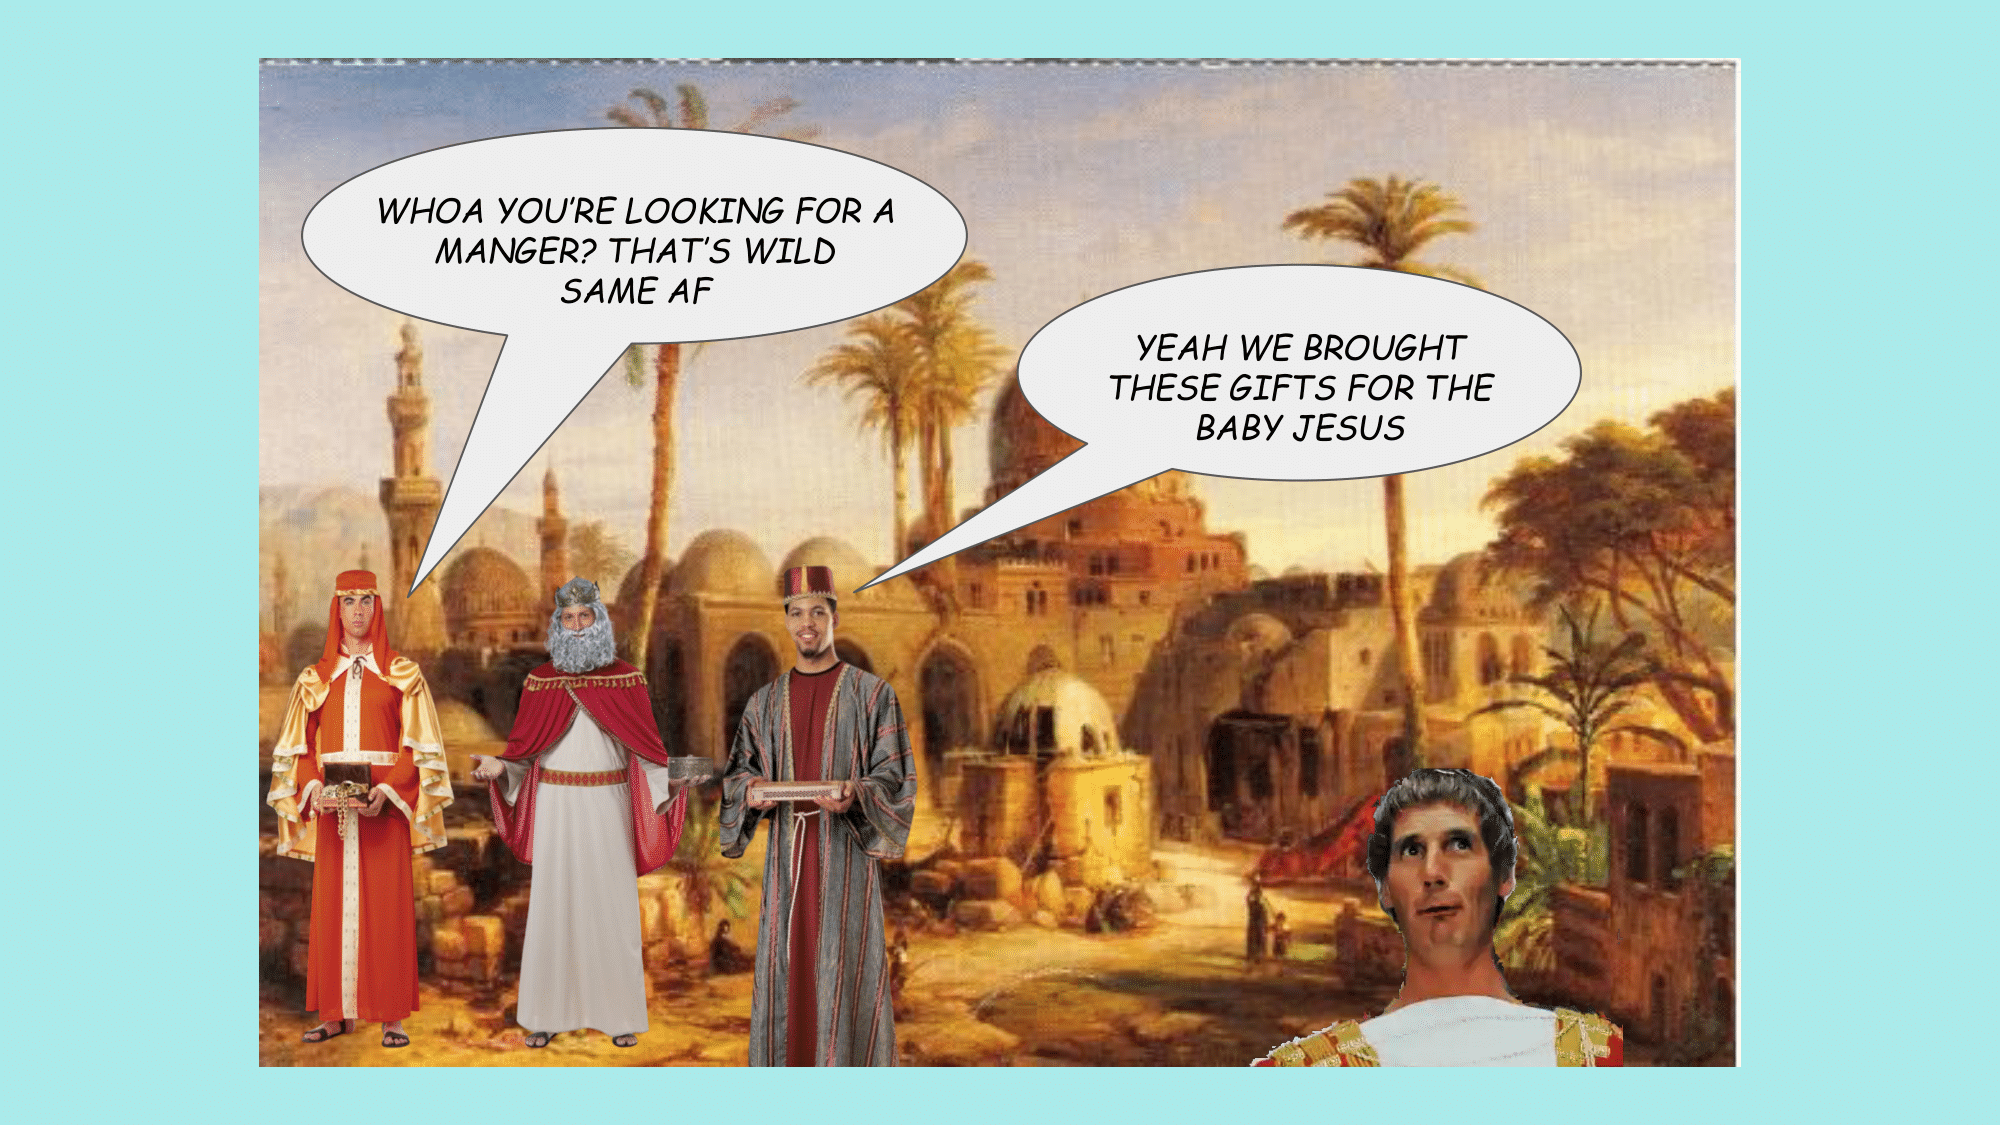 WHOA YOU'RE LOOKING FOR A
MANGER? THAT'S WILD
SAME AF
YEAH WE BROUGHT
THESE GIFTS FOR THE
BABY JESUS